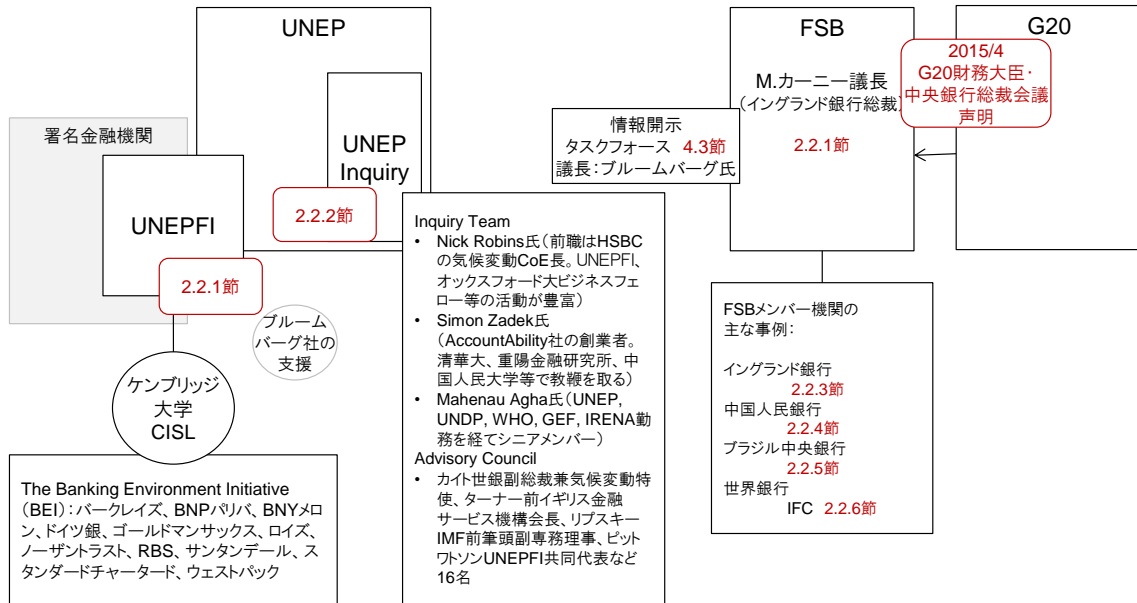 UNEP
UNEP
Inquiry
署名金融機関
UNEPFI
2.2.2節
2.2.1節
ブルーム
バーグ社の
支援
ケンブリッジ
大学
CISL
The Banking Environment Initiative
(BEI):バークレイズ、BNPパリバ、BNYメロ
ン、ドイツ銀、ゴールドマンサックス、ロイズ、
ノーザントラスト、RBS、サンタンデール、ス
タンダードチャータード、ウェストパック
Inquiry Team
• Nick Robins氏(前職はHSBC
の気候変動CoE長。UNEPFI、
オックスフォード大ビジネスフェ
ロー等の活動が豊富)
• Simon Zadek氏
(AccountAbility社の創業者。
清華大、重陽金融研究所、中
国人民大学等で教鞭を取る)
• Mahenau Agha氏(UNEP,
UNDP, WHO, GEF, IRENA勤
務を経てシニアメンバー)
Advisory Council
• カイト世銀副総裁兼気候変動特
使、ターナー前イギリス金融
サービス機構会長、リプスキー
IMF前筆頭副専務理事、ピット
ワトソンUNEPFI共同代表など
16名
FSB
M.カーニー議長
(イングランド銀行総裁)
2.2.1節
情報開示
タスクフォース 4.3節
議長:ブルームバーグ氏
G20
2015/4
G20財務大臣・
中央銀行総裁会議
声明
FSBメンバー機関の
主な事例:
イングランド銀行
2.2.3節
中国人民銀行
2.2.4節
ブラジル中央銀行
2.2.5節
世界銀行
IFC 2.2.6節